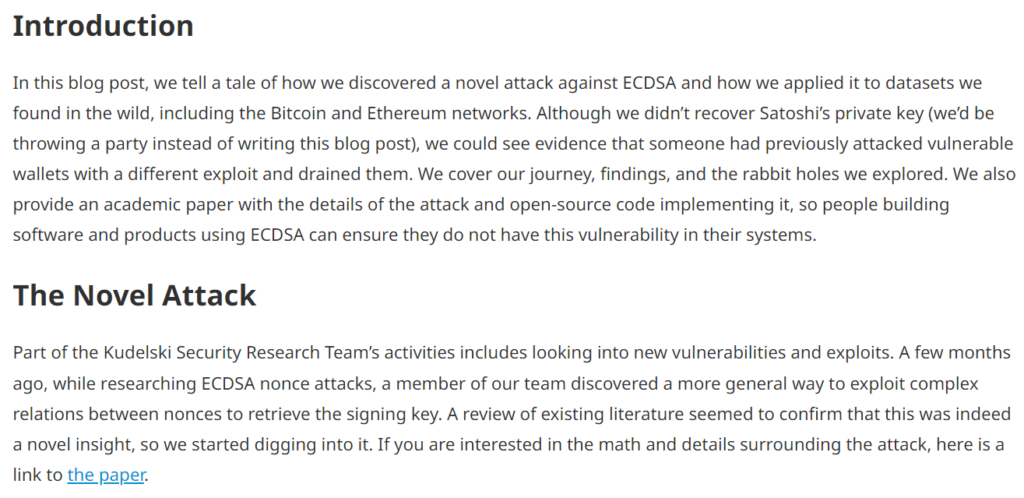 Introduction
In this blog post, we tell a tale of how we discovered a novel attack against ECDSA and how we applied it to datasets we
found in the wild, including the Bitcoin and Ethereum networks. Although we didn’t recover Satoshi’s private key (we’d be
throwing a party instead of writing this blog post), we could see evidence that someone had previously attacked vulnerable
wallets with a different exploit and drained them. We cover our journey, findings, and the rabbit holes we explored. We also
provide an academic paper with the details of the attack and open-source code implementing it, so people building
software and products using ECDSA can ensure they do not have this vulnerability in their systems.
The Novel Attack
Part of the Kudelski Security Research Team’s activities includes looking into new vulnerabilities and exploits. A few months
ago, while researching ECDSA nonce attacks, a member of our team discovered a more general way to exploit complex
relations between nonces to retrieve the signing key. A review of existing literature seemed to confirm that this was indeed
a novel insight, so we started digging into it. If you are interested in the math and details surrounding the attack, here is a
link to the paper.